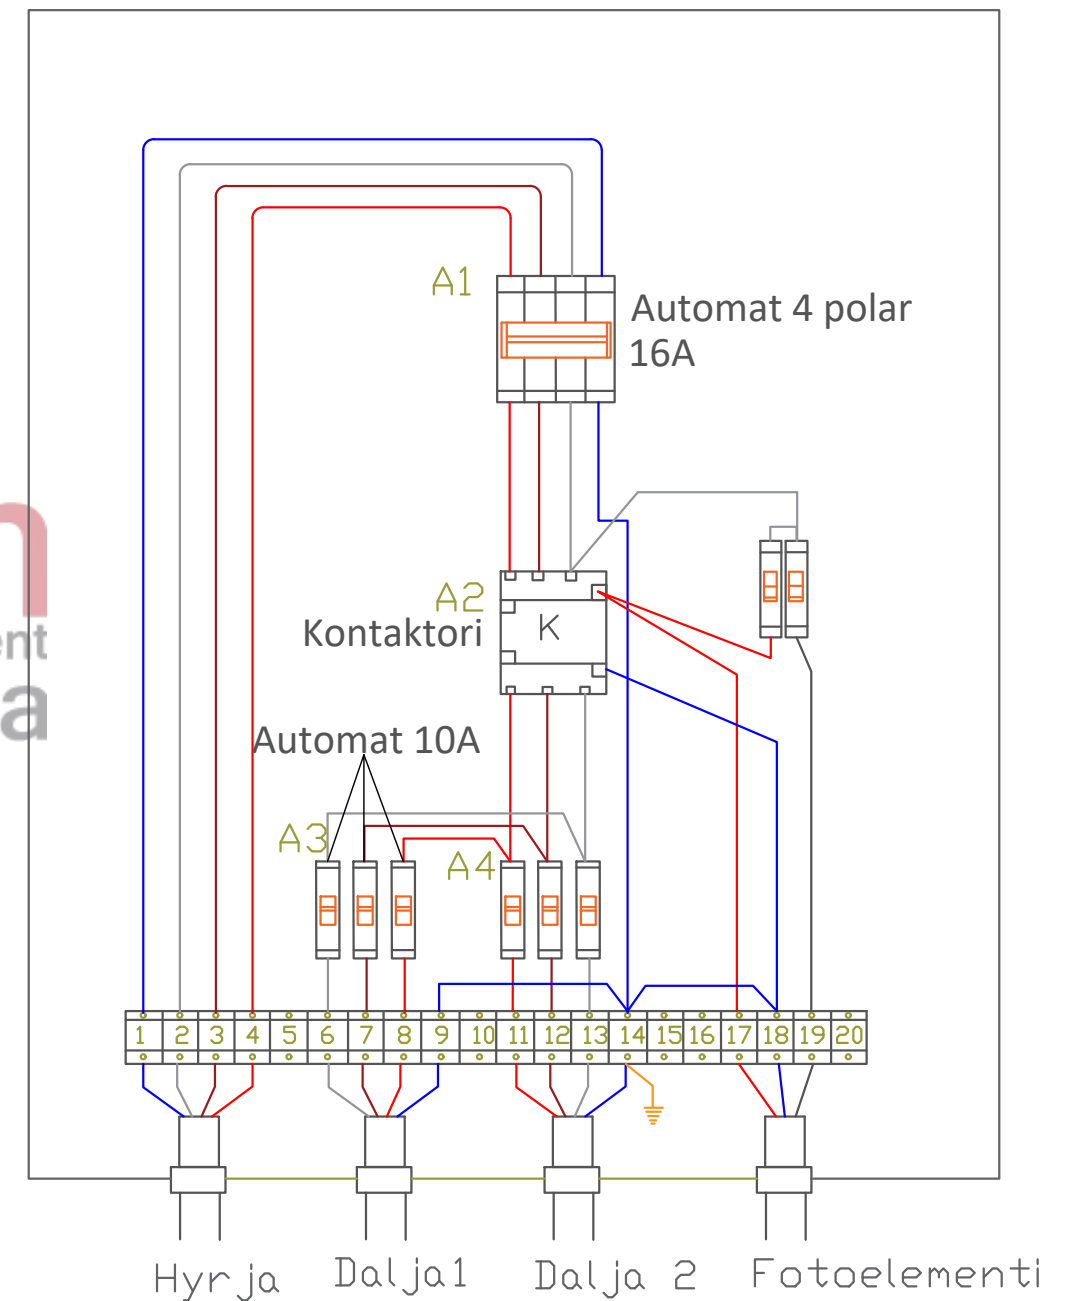 A1
Automat 4 polar
16A
A2
Kontaktori
K
Automat 10A
A3
A4
1 2 3 4 5 6 7 8 9 10 11 12 13 14 15 16 17 18 19 20
Hyrja
Dalja1
Dalja 2
Fotoelementi